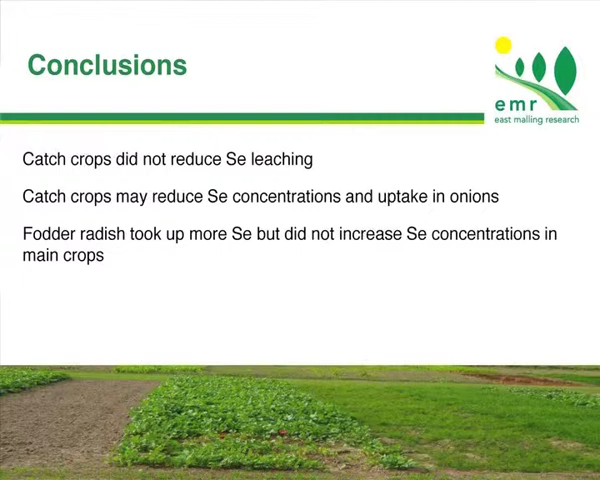 Conclusions
emr
east malling research
Catch crops did not reduce Se leaching
Catch crops may reduce Se concentrations and uptake in onions
Fodder radish took up more Se but did not increase Se concentrations in
main crops